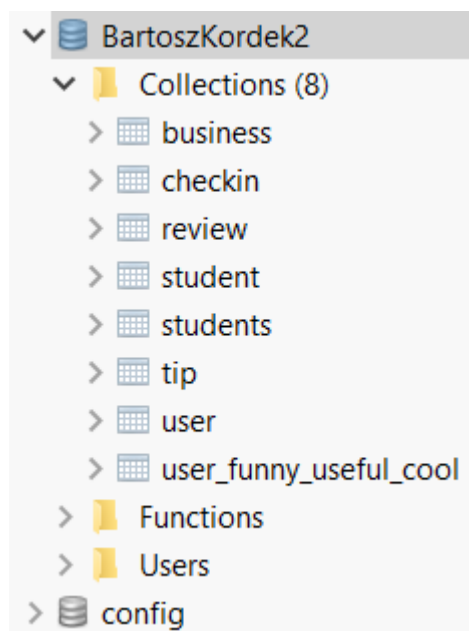 BartoszKordek2
Collections (8)
business
checkin
review
student
students
tip
user
user_funny_useful_cool
Functions
Users
config